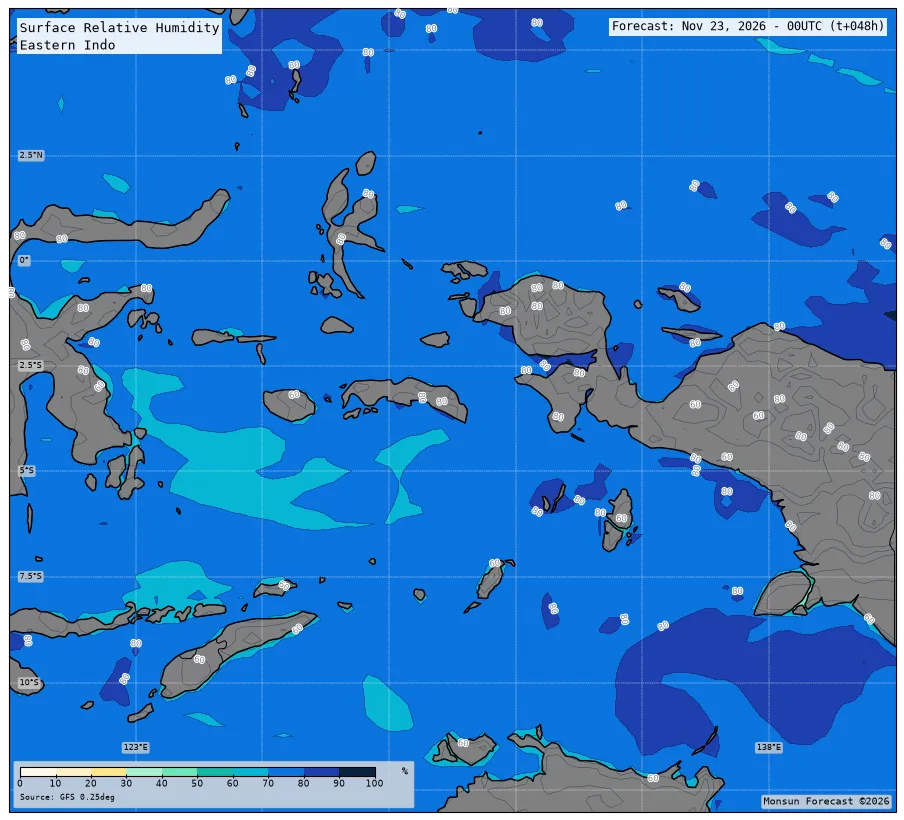 Surface Relative Humidity
Eastern Indo
Forecast: Nov 23, 2026 - 00UTC (t+048h)
2.5°N
0°
2.5°S
5°S
7.5°S
10°S
123°E
138°E
%
0 10 20 30 40 50 60 70 80 90 100
Source: GFS 0.25deg
Monsun Forecast ©2026